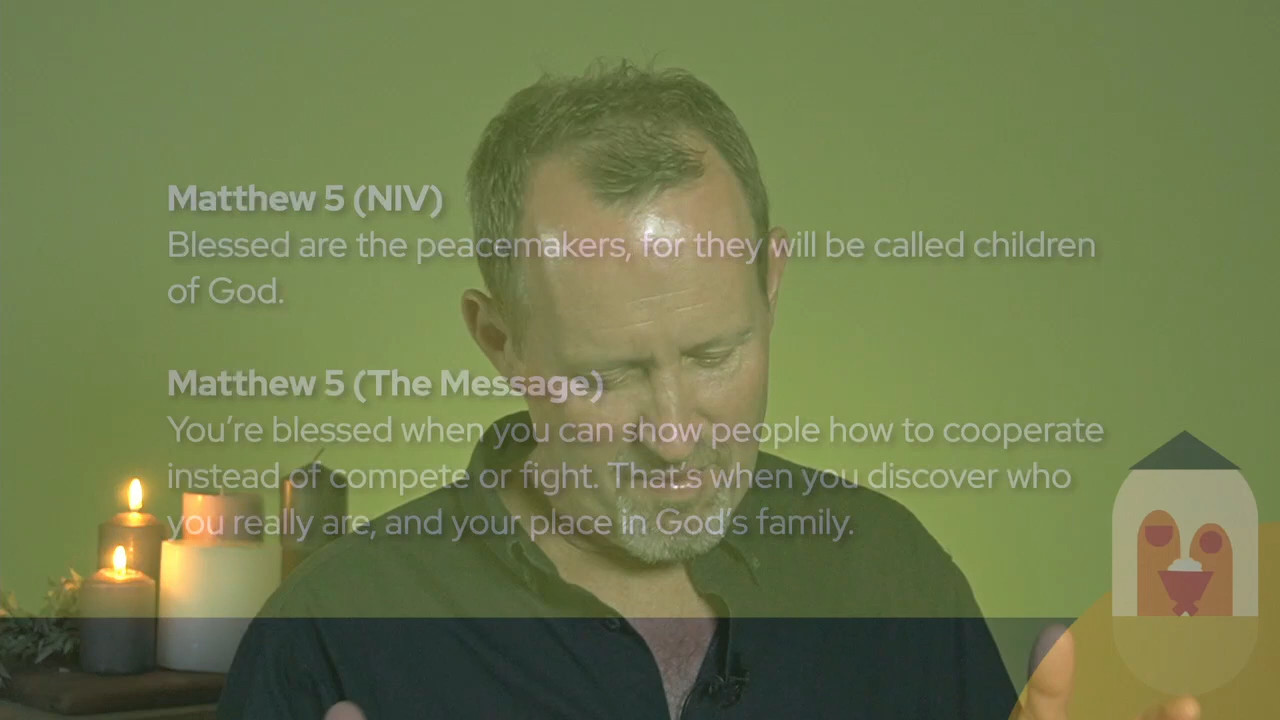 Matthew 5 (NIV)
Blessed are the peacemakers, for they will be called children
of God.
Matthew 5 (The Message)
You're blessed when you can show people how to cooperate
instead of compete or fight. That's when you discover who
you really are, and your place in God's family.